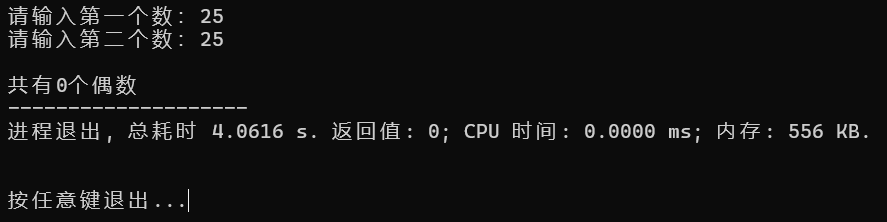 请输入第一个数: 25
请输入第二个数: 25
共有0个偶数
--------------------
进程退出, 总耗时 4.0616 s. 返回值: 0; CPU 时间: 0.0000 ms; 内存: 556 KB.
按任意键退出...